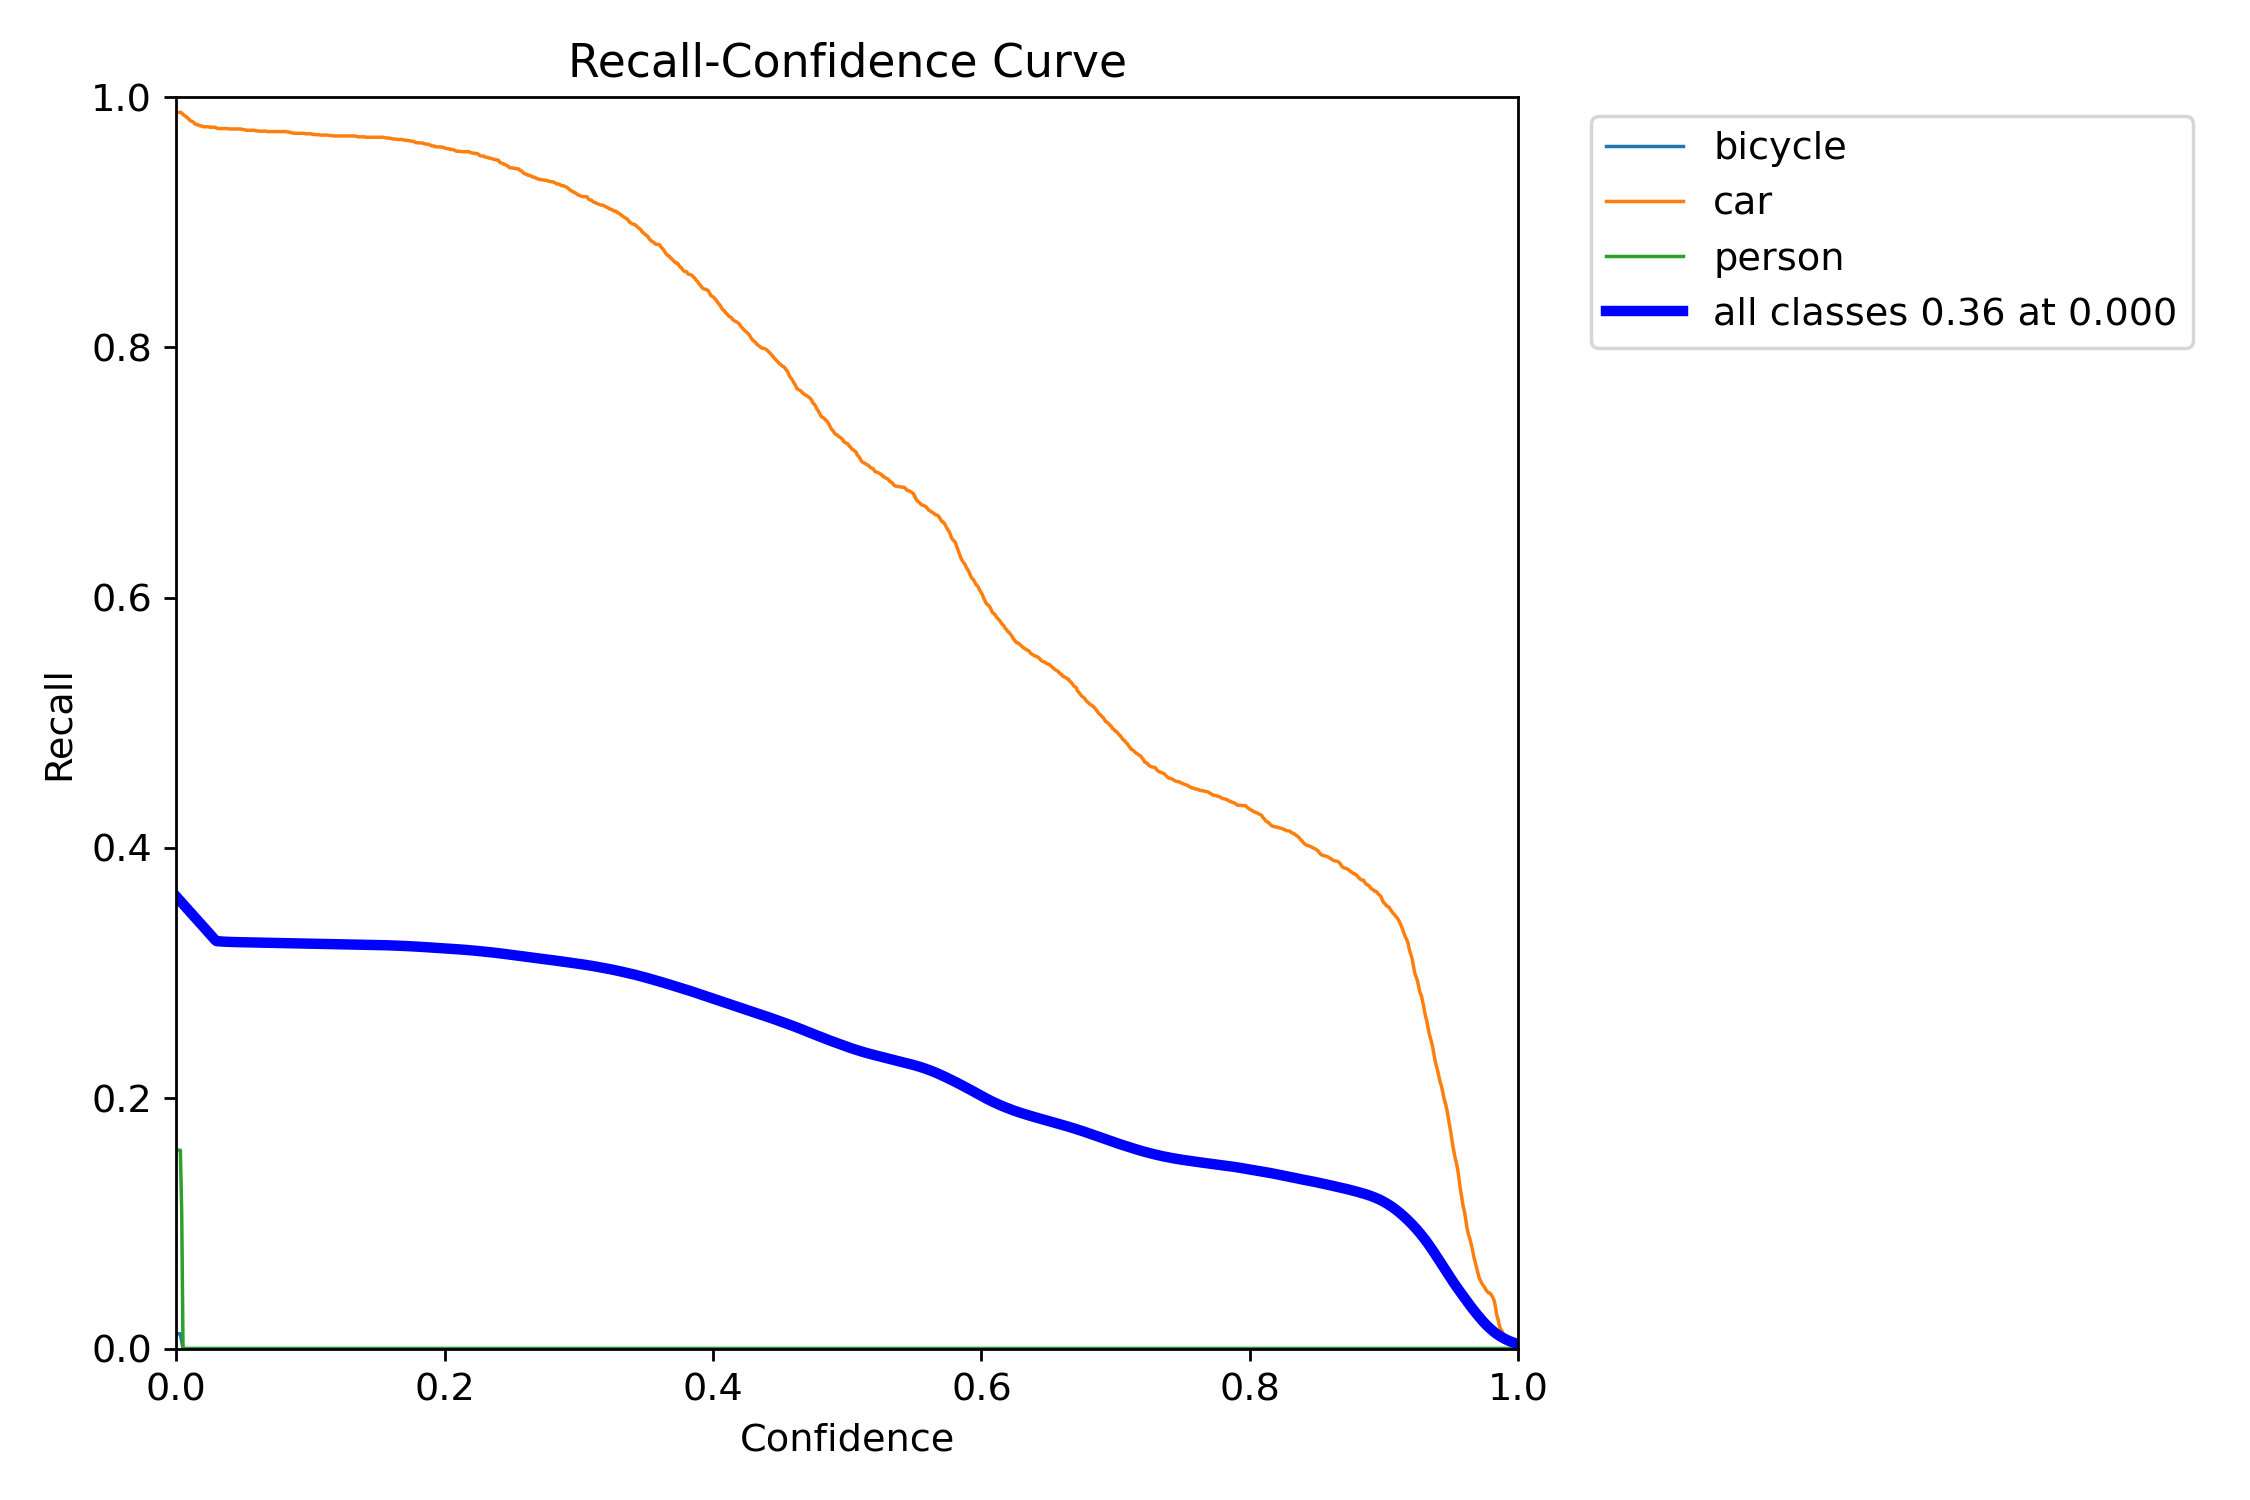 Recall-Confidence Curve
1.0
0.8
0.6
0.4
0.2
0.0
Recall
0.0 0.2 0.4 0.6 0.8 1.0
Confidence
bicycle
car
person
all classes 0.36 at 0.000